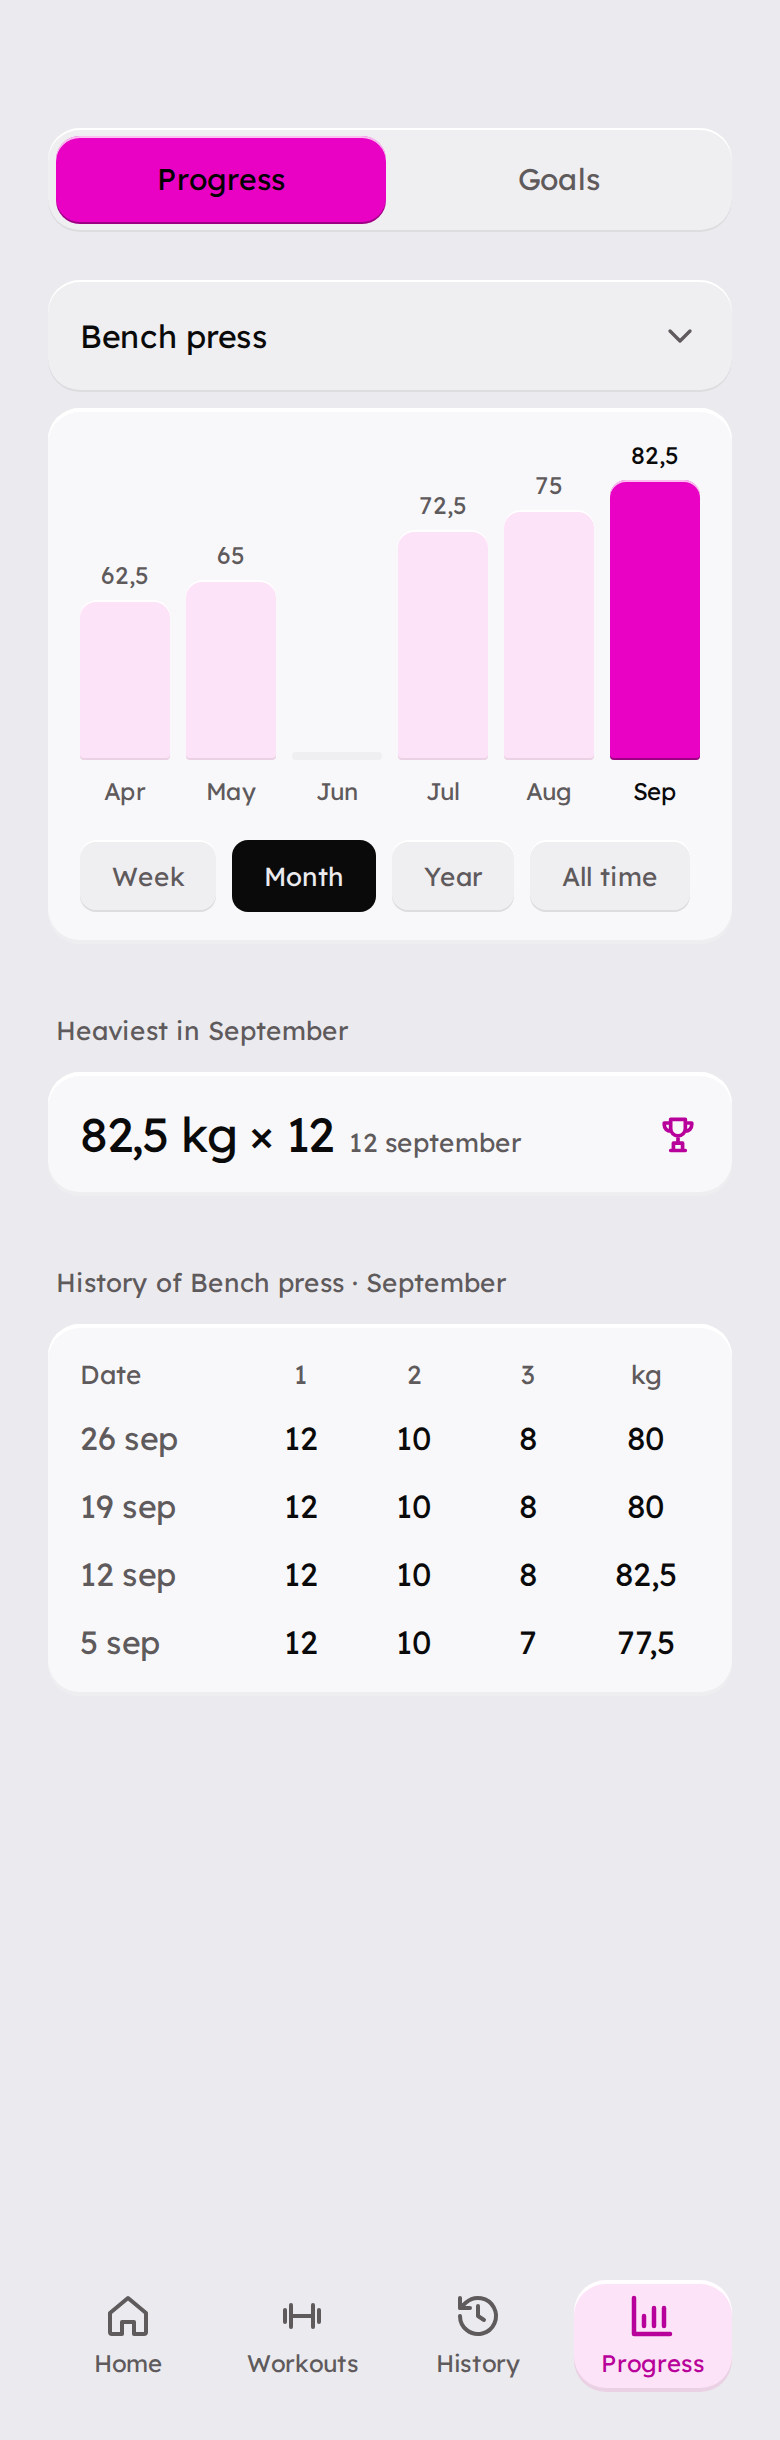 Progress Goals
Bench press
62,5 65 72,5 75 82,5
Apr May Jun Jul Aug Sep
Week Month Year All time
Heaviest in September
82,5 kg × 12 12 september
History of Bench press · September
Date 1 2 3 kg
26 sep 12 10 8 80
19 sep 12 10 8 80
12 sep 12 10 8 82,5
5 sep 12 10 7 77,5
Home Workouts History Progress